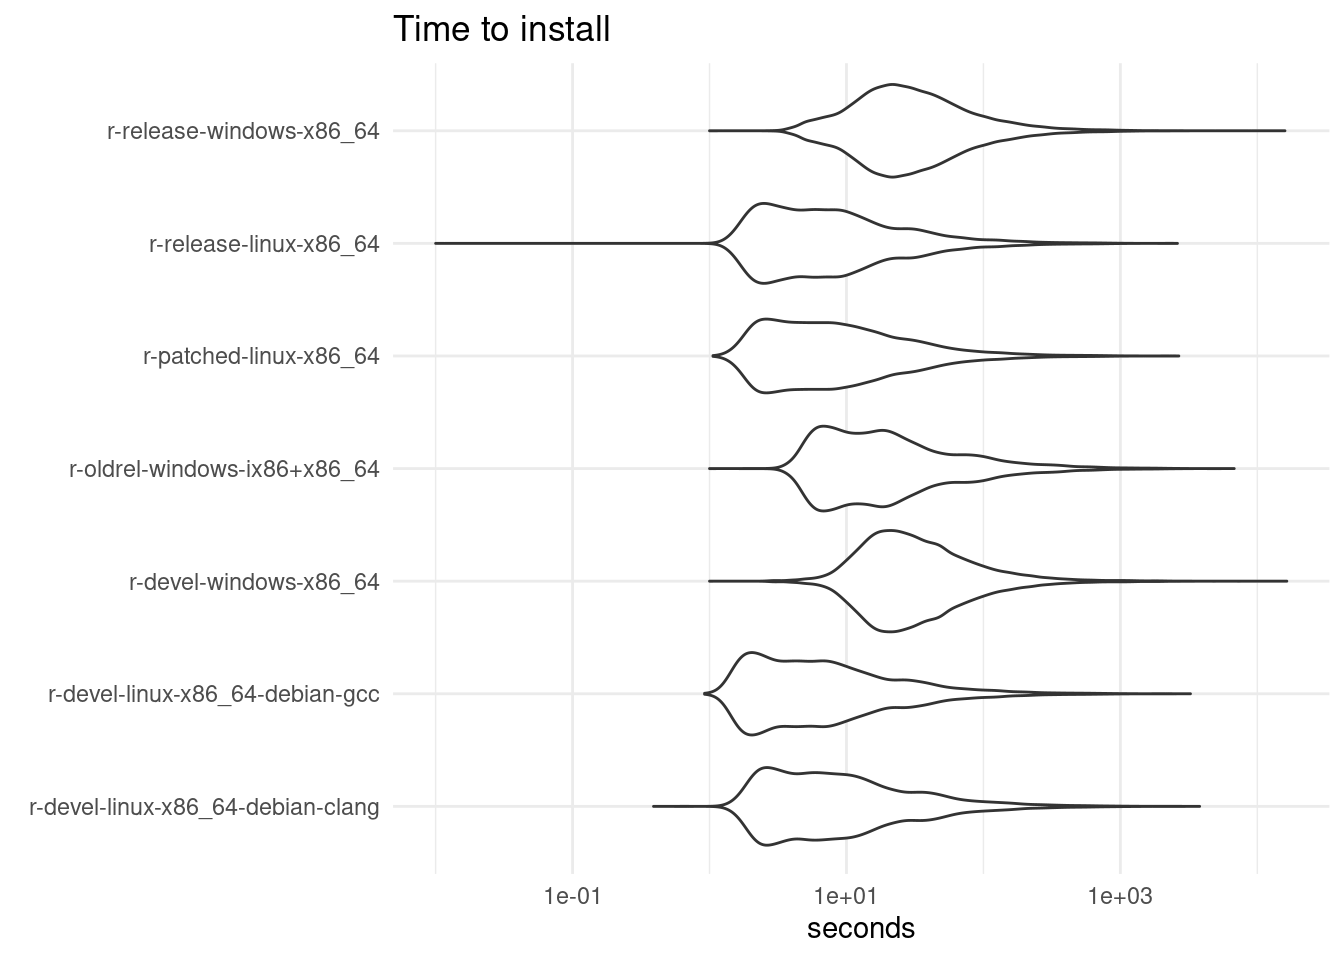 Time to install
r-release-windows-x86_64
r-release-linux-x86_64
r-patched-linux-x86_64
r-oldrel-windows-ix86+x86_64
r-devel-windows-x86_64
r-devel-linux-x86_64-debian-gcc
r-devel-linux-x86_64-debian-clang
1e-01 1e+01 1e+03
seconds